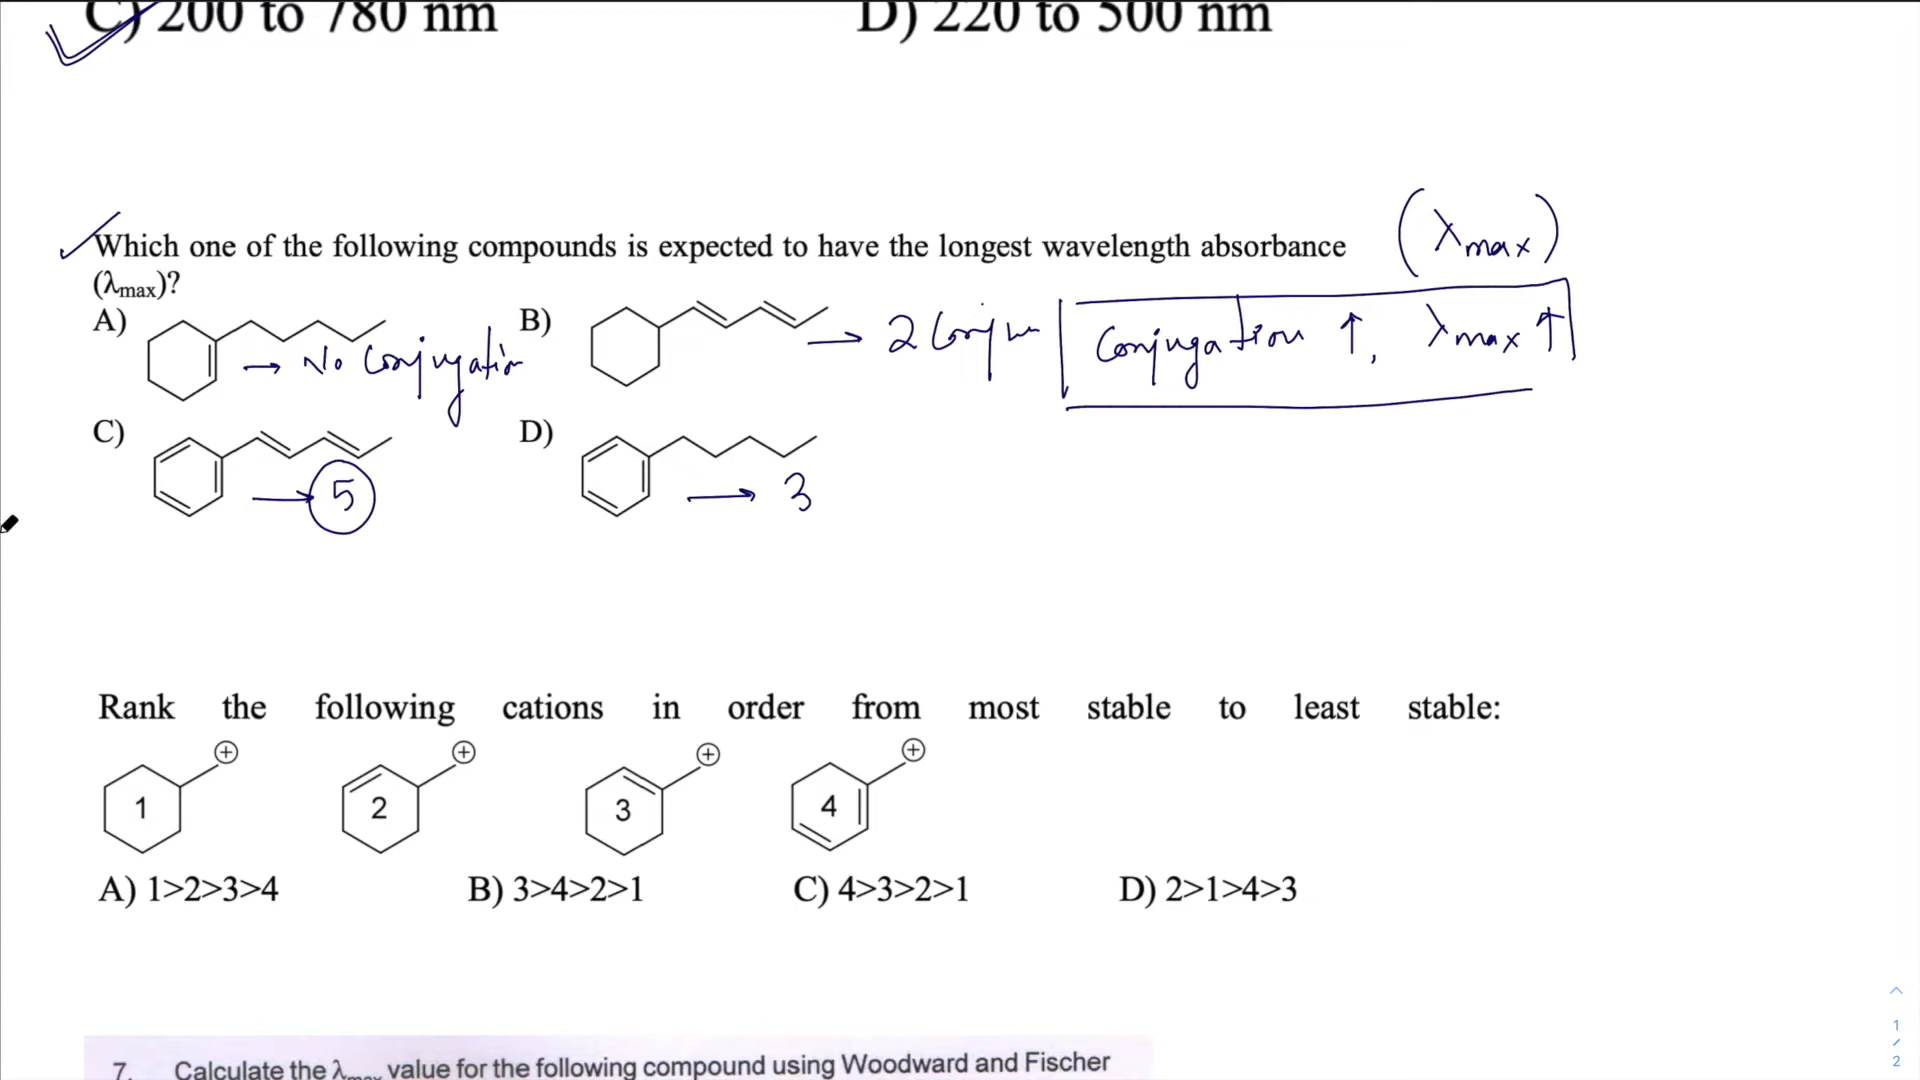 C) 200 to 780 nm D) 220 to 500 nm
Which one of the following compounds is expected to have the longest wavelength absorbance (λmax)
(λmax)?
A) → No Conjugation B) → 2 Conju Conjugation ↑, λmax ↑
C) → 5 D) → 3
Rank the following cations in order from most stable to least stable:
⊕ ⊕ ⊕ ⊕
1 2 3 4
A) 1>2>3>4 B) 3>4>2>1 C) 4>3>2>1 D) 2>1>4>3
7. Calculate the λmax value for the following compound using Woodward and Fischer
1
/
2